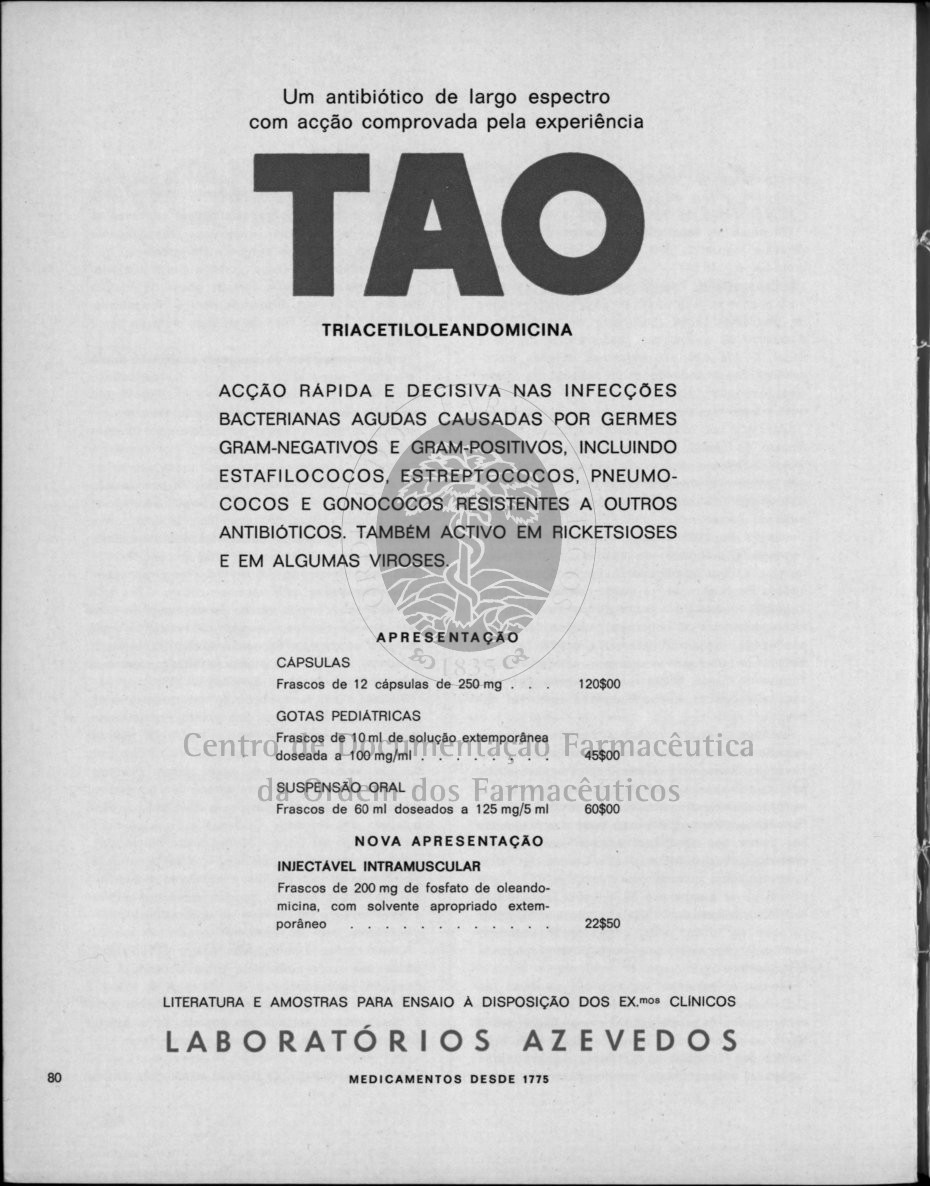 Um antibiótico de largo espectro
com acção comprovada pela experiência
TAO
TRIACETILOLEANDOMICINA
ACÇÃO RÁPIDA E DECISIVA NAS INFECÇÕES
BACTERIANAS AGUDAS CAUSADAS POR GERMES
GRAM-NEGATIVOS E GRAM-POSITIVOS, INCLUINDO
ESTAFILOCOCOS, ESTREPTOCOCOS, PNEUMO-
COCOS E GONOCOCOS RESISTENTES A OUTROS
ANTIBIÓTICOS. TAMBÉM ACTIVO EM RICKETSIOSES
E EM ALGUMAS VIROSES.
APRESENTAÇÃO
1835
CÁPSULAS
Frascos de 12 cápsulas de 250 mg . . . 120$00
GOTAS PEDIÁTRICAS
Frascos de 10 ml de solução extemporânea
Centro de Documentação Farmacêutica
doseada a 100 mg/ml . . . . . . . . 45$00
SUSPENSÃO ORAL
da Ordem dos Farmacêuticos
Frascos de 60 ml doseados a 125 mg/5 ml 60$00
NOVA APRESENTAÇÃO
INJECTÁVEL INTRAMUSCULAR
Frascos de 200 mg de fosfato de oleando-
micina, com solvente apropriado extem-
porâneo . . . . . . . . . . . . 22$50
LITERATURA E AMOSTRAS PARA ENSAIO À DISPOSIÇÃO DOS EX.mos CLÍNICOS
LABORATÓRIOS AZEVEDOS
80
MEDICAMENTOS DESDE 1775